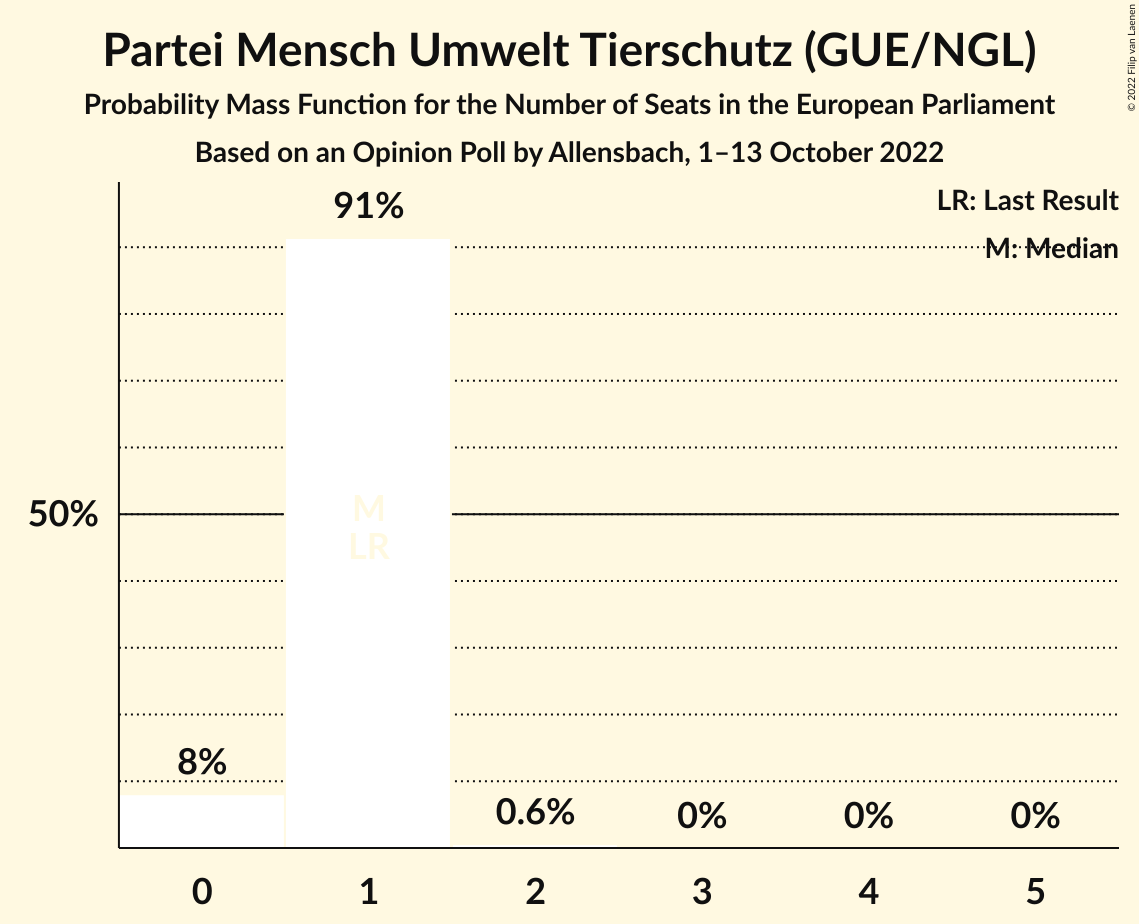 Partei Mensch Umwelt Tierschutz (GUE/NGL)
Probability Mass Function for the Number of Seats in the European Parliament
Based on an Opinion Poll by Allensbach, 1–13 October 2022
© 2022 Filip van Laenen
LR: Last Result
M: Median
91%
50%
M
LR
8%
0.6%
0%
0%
0%
0
1
2
3
4
5